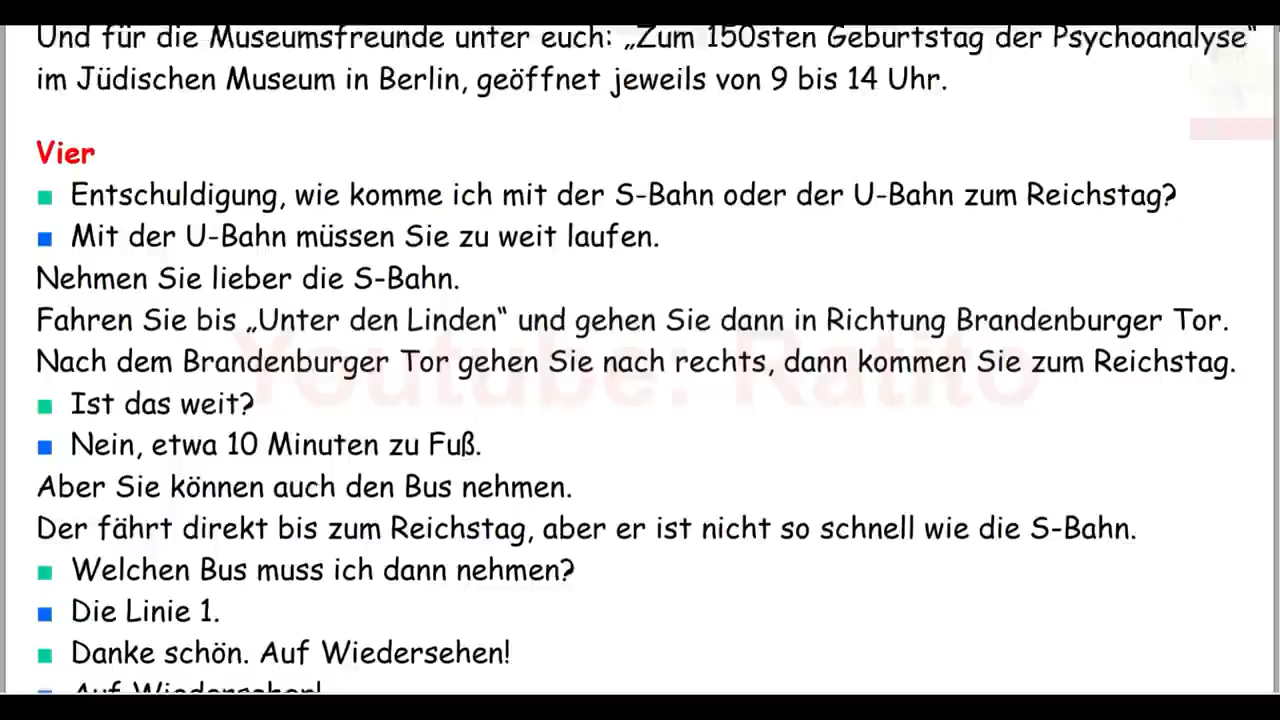 Und für die Museumsfreunde unter euch: „Zum 150sten Geburtstag der Psychoanalyse“
im Jüdischen Museum in Berlin, geöffnet jeweils von 9 bis 14 Uhr.
Vier
Entschuldigung, wie komme ich mit der S-Bahn oder der U-Bahn zum Reichstag?
Mit der U-Bahn müssen Sie zu weit laufen.
Nehmen Sie lieber die S-Bahn.
Fahren Sie bis „Unter den Linden“ und gehen Sie dann in Richtung Brandenburger Tor.
Nach dem Brandenburger Tor gehen Sie nach rechts, dann kommen Sie zum Reichstag.
Youtube: Ratito
Ist das weit?
Nein, etwa 10 Minuten zu Fuß.
Aber Sie können auch den Bus nehmen.
Der fährt direkt bis zum Reichstag, aber er ist nicht so schnell wie die S-Bahn.
Welchen Bus muss ich dann nehmen?
Die Linie 1.
Danke schön. Auf Wiedersehen!
Auf Wiedersehen!